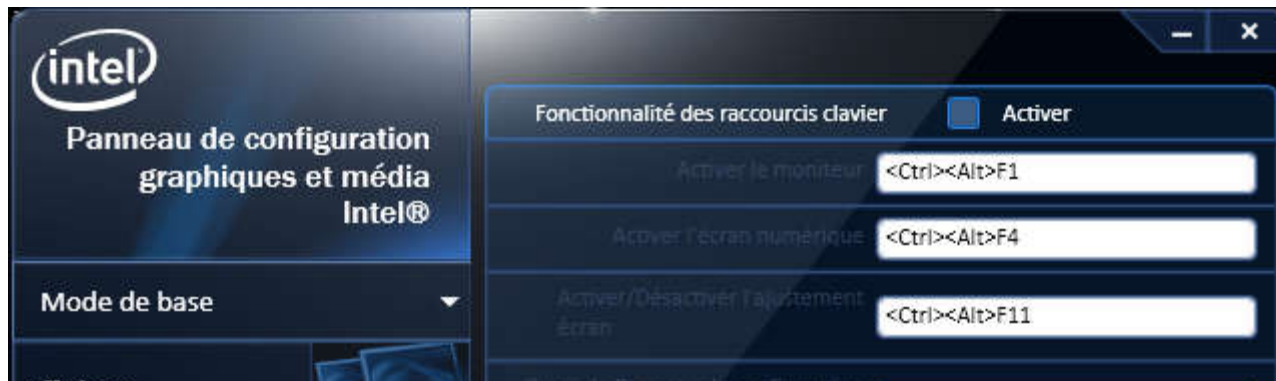 intel
Panneau de configuration
graphiques et média
Intel®
Mode de base
Fonctionnalité des raccourcis clavier
Activer
Activer le moniteur
<Ctrl><Alt>F1
Activer l'écran numérique
<Ctrl><Alt>F4
Activer/Désactiver l'ajustement
écran
<Ctrl><Alt>F11